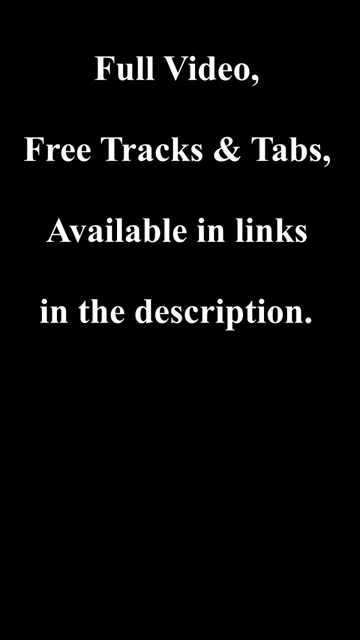 Full Video,
Free Tracks & Tabs,
Available in links
in the description.